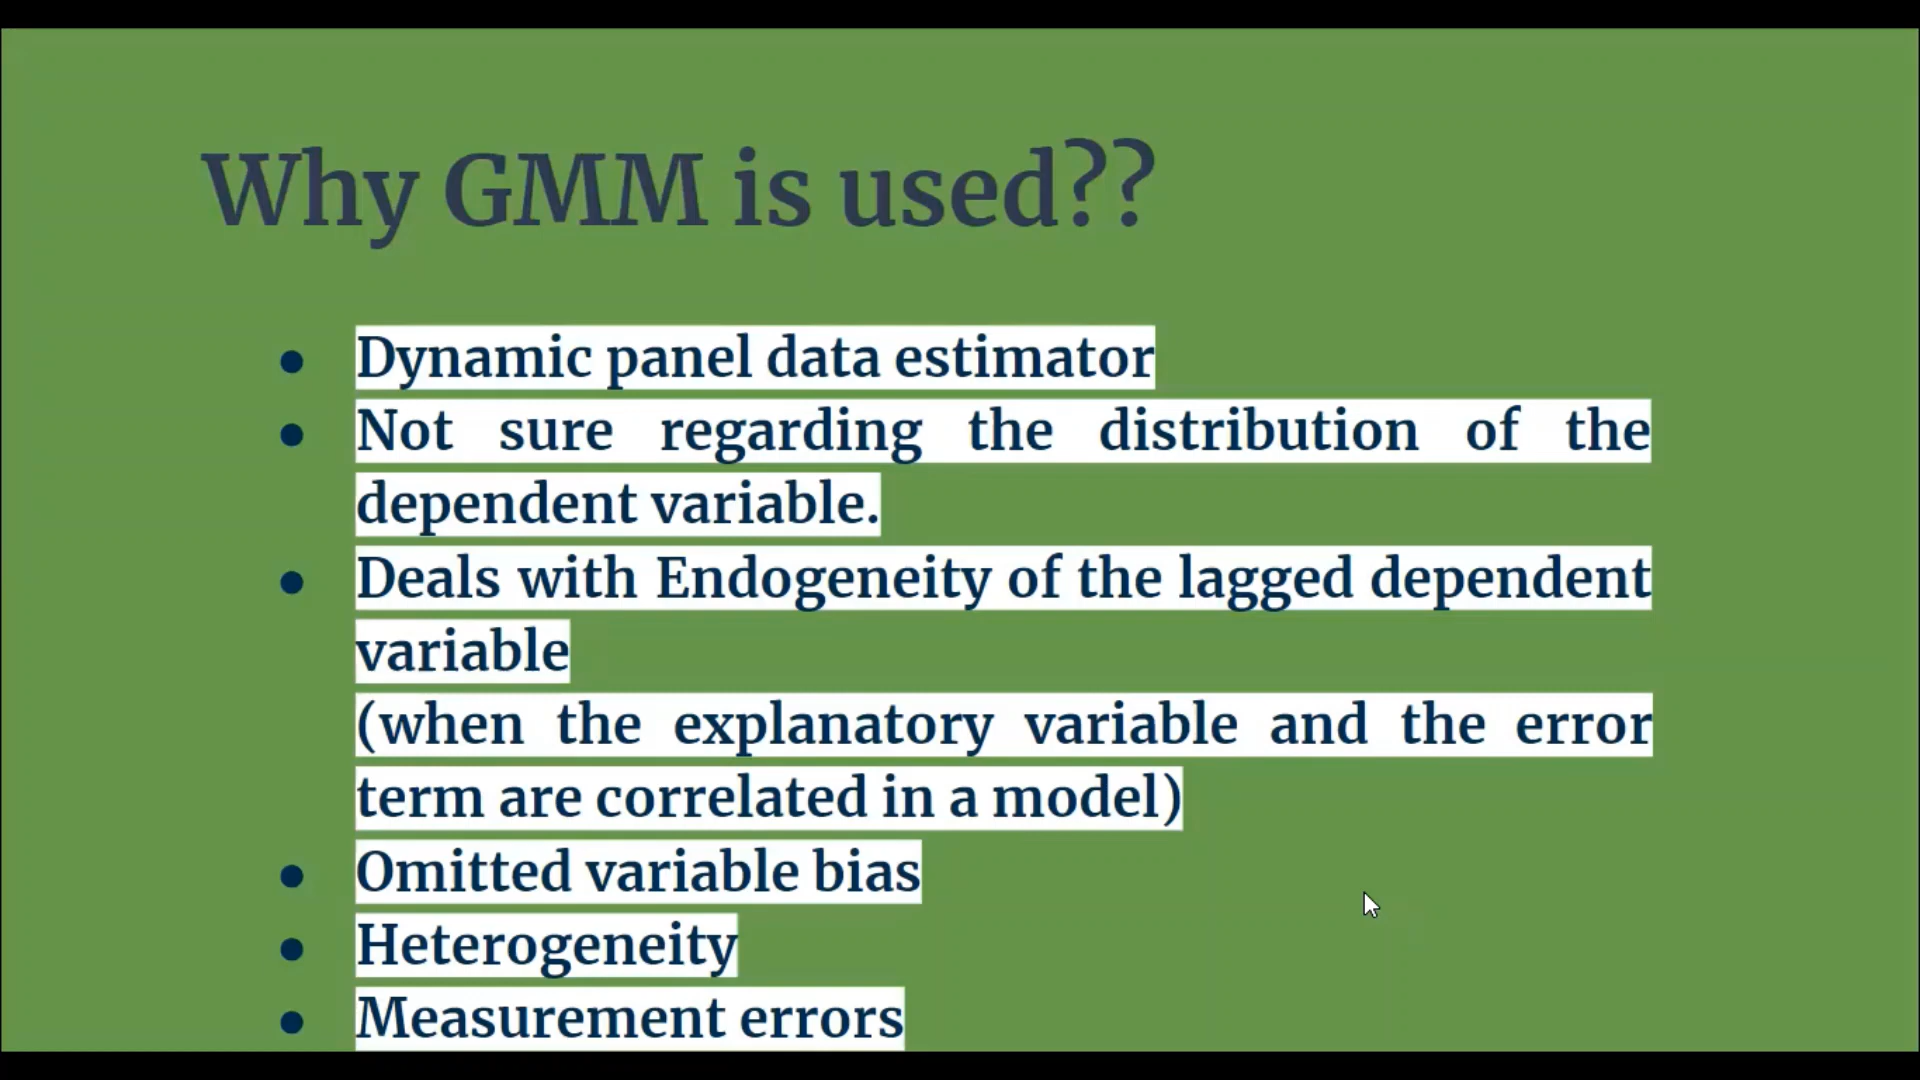 Why GMM is used??
● Dynamic panel data estimator
● Not sure regarding the distribution of the
dependent variable.
● Deals with Endogeneity of the lagged dependent
variable
(when the explanatory variable and the error
term are correlated in a model)
● Omitted variable bias
● Heterogeneity
● Measurement errors